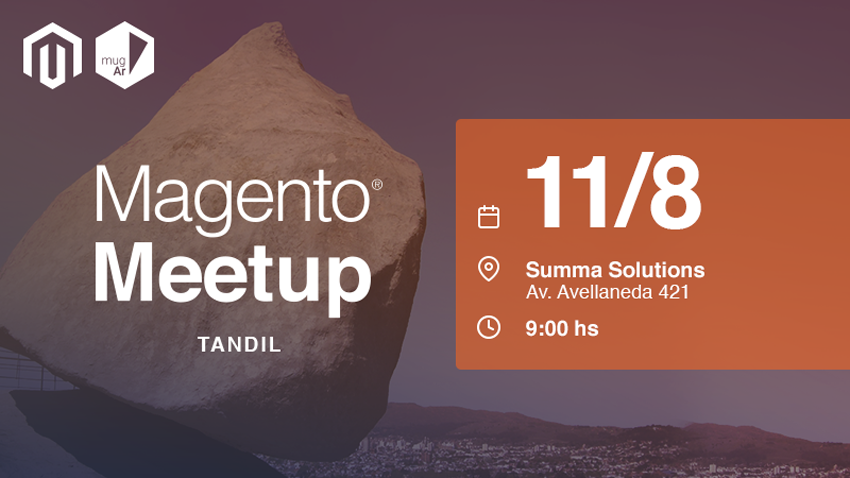 mug
Ar
Magento®
Meetup
TANDIL
11/8
Summa Solutions
Av. Avellaneda 421
9:00 hs